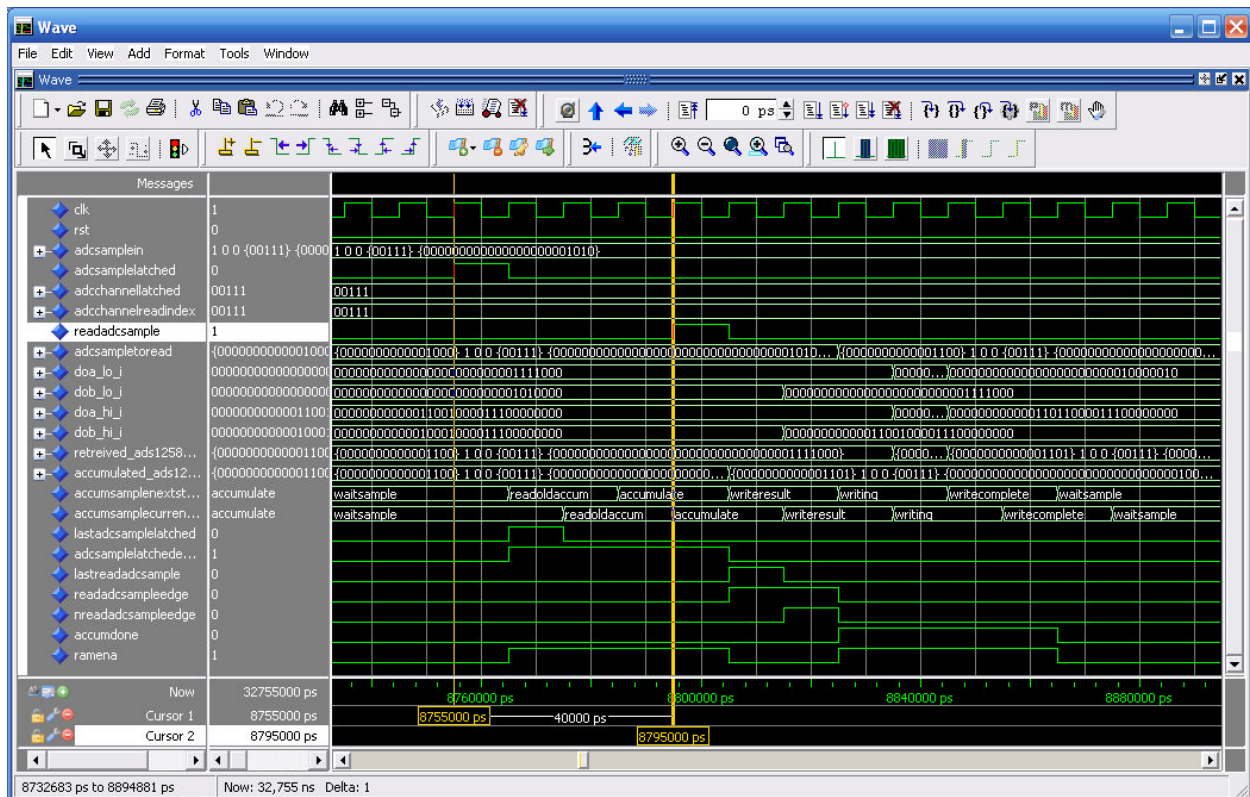 Wave
File Edit View Add Format Tools Window
Wave
0 ps
Messages
clk 1
rst 0
adcsamplein 1 0 0 {00111} {0000 1 0 0 {00111} {000000000000000000000001010}
adcsamplelatched 0
adcchannellatched 00111 00111
adcchannelreadindex 00111 00111
readadcsample 1
adcsampletoread
doa_lo_i
dob_lo_i
doa_hi_i
dob_hi_i
retreived_ads1258...
accumulated_ads12...
accumsamplenextst... accumulate waitsample readoldaccum accumulate writeresult writing writecomplete waitsample
accumsamplecurren... accumulate waitsample readoldaccum accumulate writeresult writing writecomplete waitsample
lastadcsamplelatched 0
adcsamplelatchede... 1
lastreadadcsample 0
readadcsampleedge 0
nreadadcsampleedge 0
accumdone 0
ramena 1
Now 32755000 ps 8760000 ps 8800000 ps 8840000 ps 8880000 ps
Cursor 1 8755000 ps 8755000 ps 40000 ps
Cursor 2 8795000 ps 8795000 ps
8732683 ps to 8894881 ps Now: 32,755 ns Delta: 1